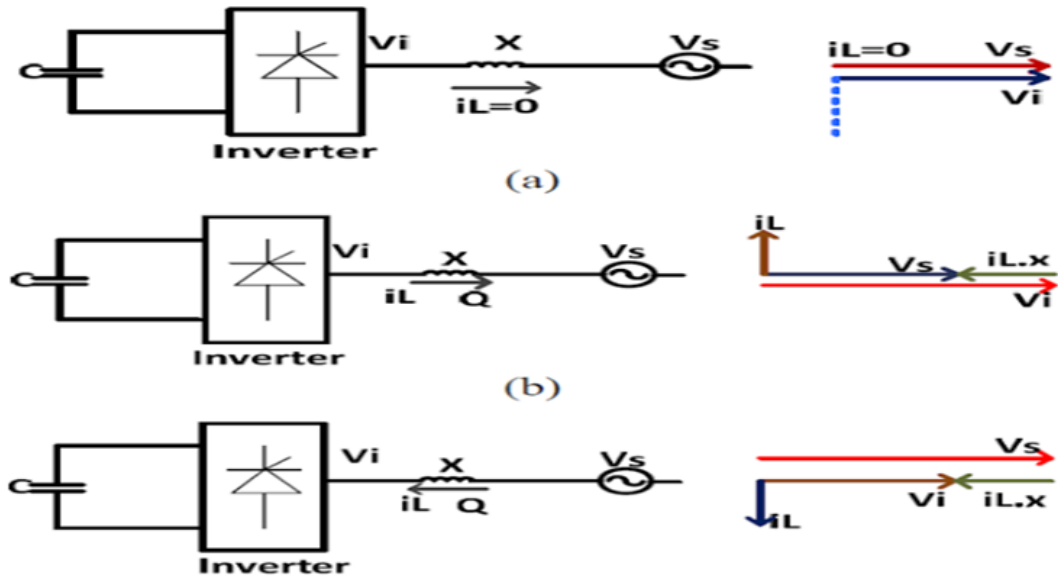 C Vi X Vs iL=0 Vs
iL=0 Vi
Inverter
(a)
C Vi X Vs iL Vs iL.x
iL Q Vi
Inverter
(b)
C Vi X Vs Vs
iL Q Vi iL.x
iL
Inverter